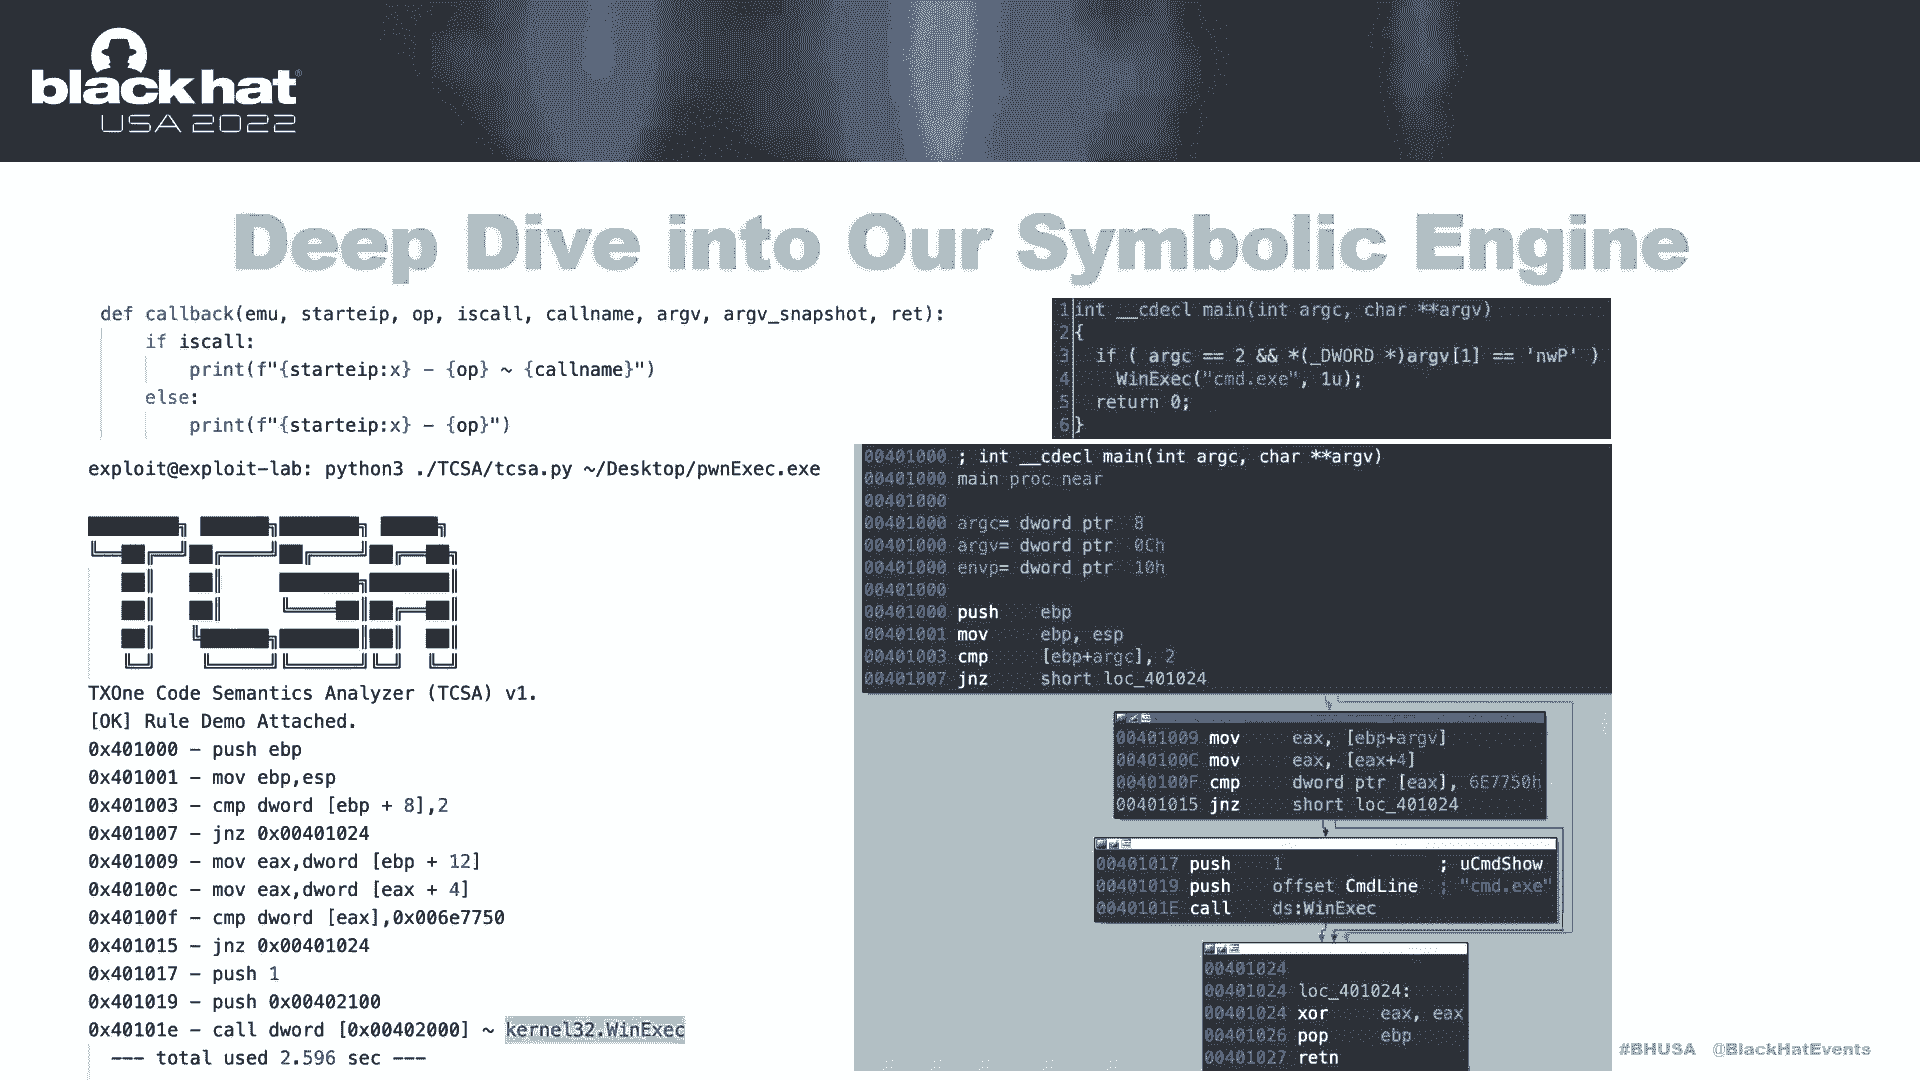 black hat®
USA 2022
Deep Dive into Our Symbolic Engine
def callback(emu, starteip, op, iscall, callname, argv, argv_snapshot, ret):
if iscall:
print(f"{starteip:x} - {op} ~ {callname}")
else:
print(f"{starteip:x} - {op}")
exploit@exploit-lab: python3 ./TCSA/tcsa.py ~/Desktop/pwnExec.exe
TCSA
TXOne Code Semantics Analyzer (TCSA) v1.
[OK] Rule Demo Attached.
0x401000 - push ebp
0x401001 - mov ebp,esp
0x401003 - cmp dword [ebp + 8],2
0x401007 - jnz 0x00401024
0x401009 - mov eax,dword [ebp + 12]
0x40100c - mov eax,dword [eax + 4]
0x40100f - cmp dword [eax],0x006e7750
0x401015 - jnz 0x00401024
0x401017 - push 1
0x401019 - push 0x00402100
0x40101e - call dword [0x00402000] ~ kernel32.WinExec
--- total used 2.596 sec ---
1 int __cdecl main(int argc, char **argv)
2 {
3 if ( argc == 2 && *(_DWORD *)argv[1] == 'nwP' )
4 WinExec("cmd.exe", 1u);
5 return 0;
6 }
00401000 ; int __cdecl main(int argc, char **argv)
00401000 main proc near
00401000
00401000 argc= dword ptr 8
00401000 argv= dword ptr 0Ch
00401000 envp= dword ptr 10h
00401000
00401000 push ebp
00401001 mov ebp, esp
00401003 cmp [ebp+argc], 2
00401007 jnz short loc_401024
00401009 mov eax, [ebp+argv]
0040100C mov eax, [eax+4]
0040100F cmp dword ptr [eax], 6E7750h
00401015 jnz short loc_401024
00401017 push 1 ; uCmdShow
00401019 push offset CmdLine ; "cmd.exe"
0040101E call ds:WinExec
00401024
00401024 loc_401024:
00401024 xor eax, eax
00401026 pop ebp
00401027 retn
#BHUSA @BlackHatEvents